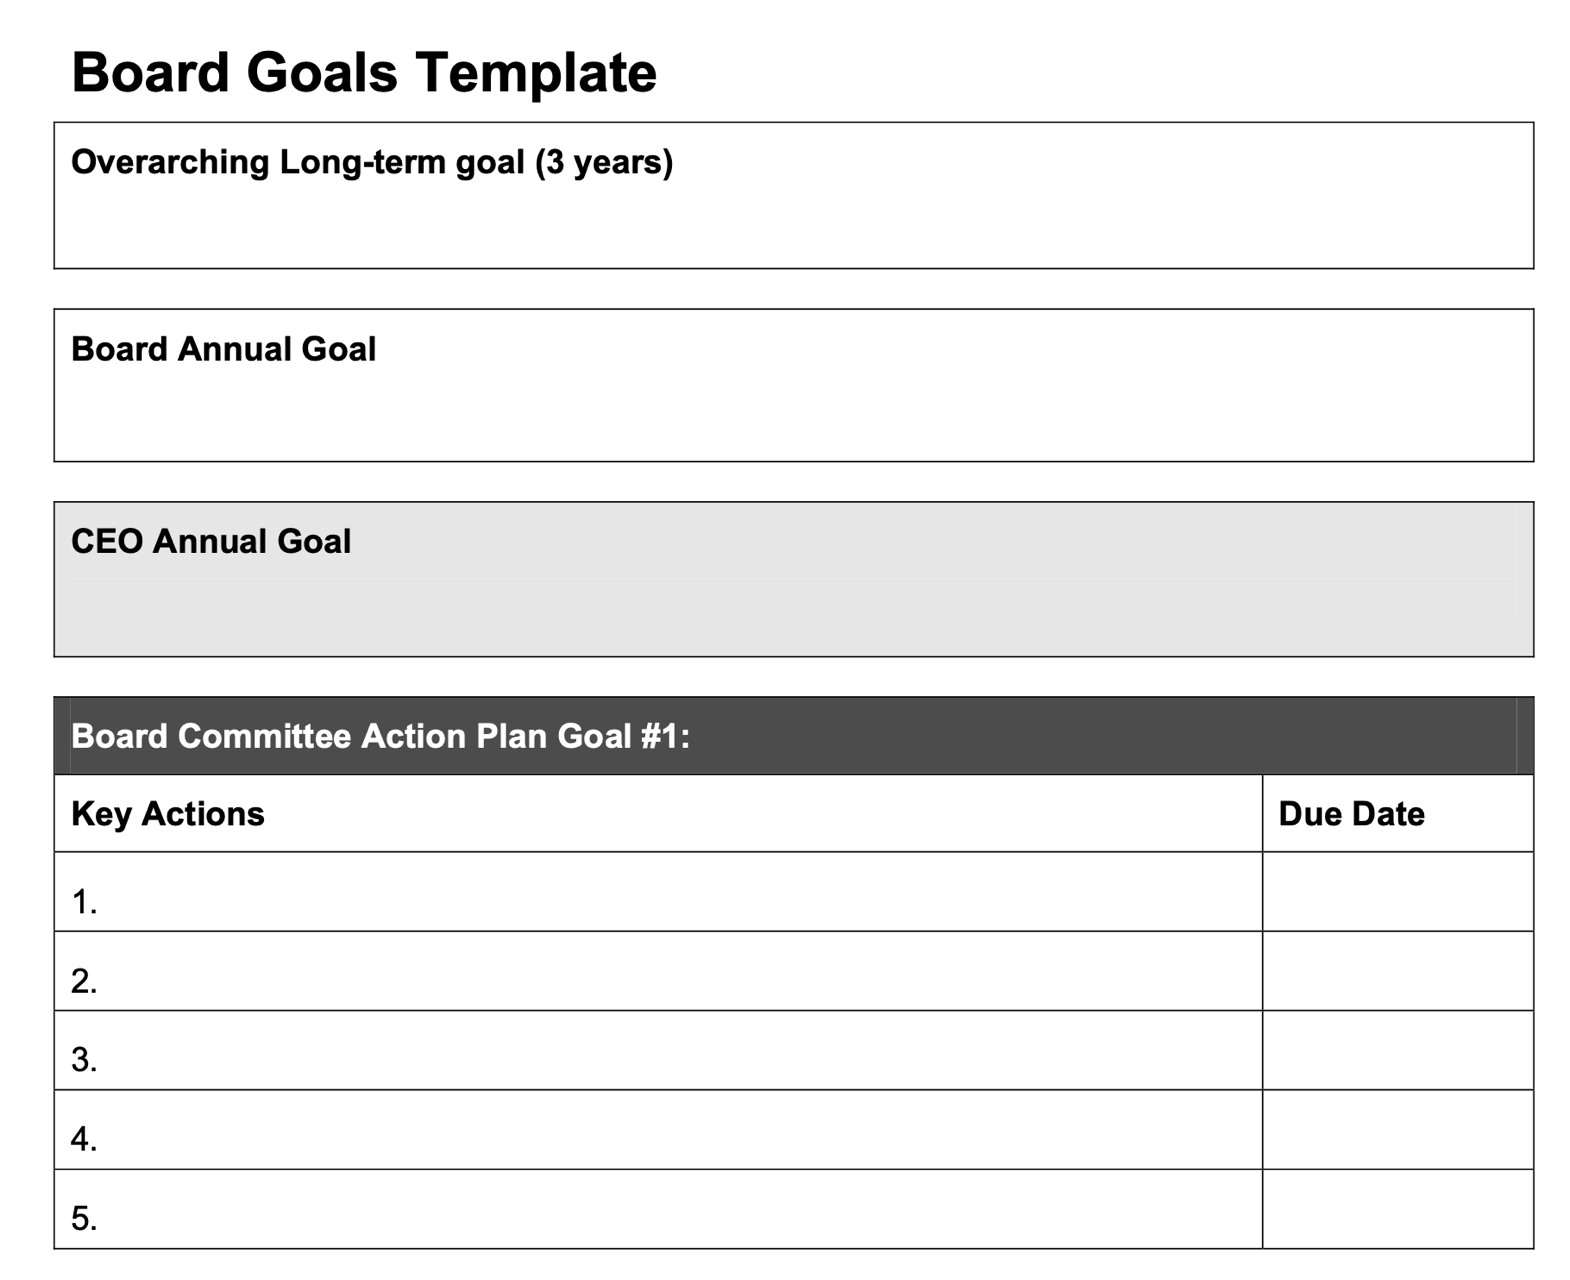 Board Goals Template
Overarching Long-term goal (3 years)
Board Annual Goal
CEO Annual Goal
Board Committee Action Plan Goal #1:
Key Actions
Due Date
1.
2.
3.
4.
5.